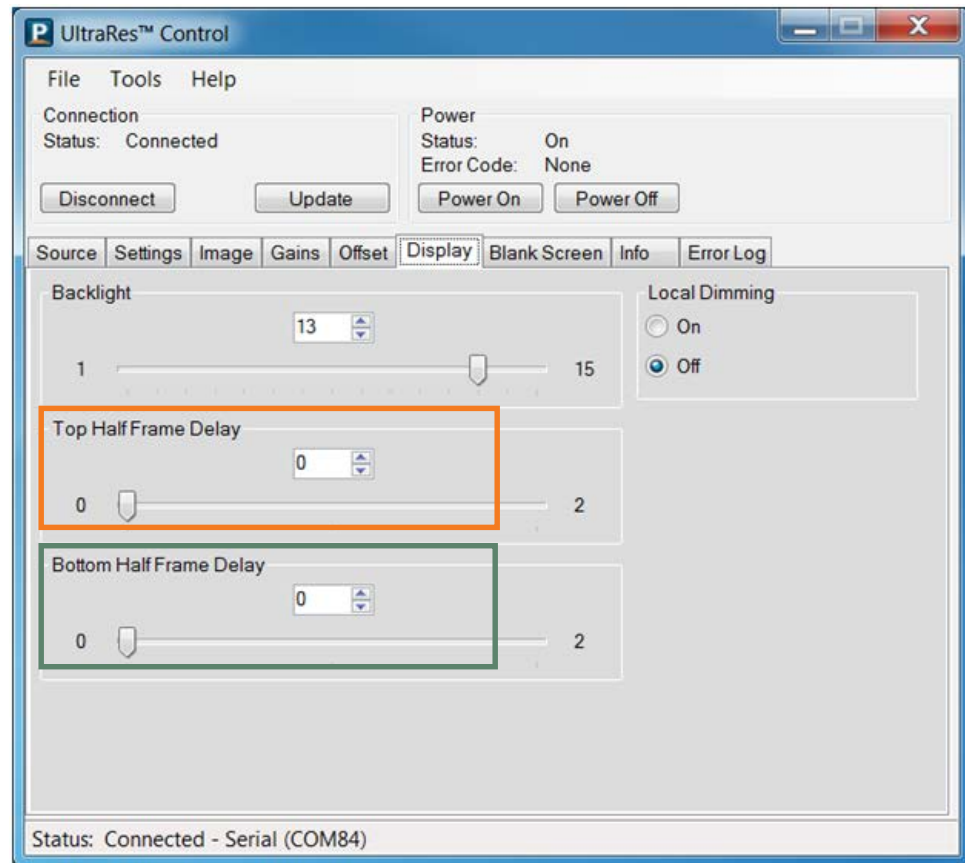 P UltraRes™ Control
X
File Tools Help
Connection
Status: Connected
Disconnect Update
Power
Status: On
Error Code: None
Power On Power Off
Source Settings Image Gains Offset Display Blank Screen Info Error Log
Backlight
13
1 15
Local Dimming
On
Off
Top Half Frame Delay
0
0 2
Bottom Half Frame Delay
0
0 2
Status: Connected - Serial (COM84)